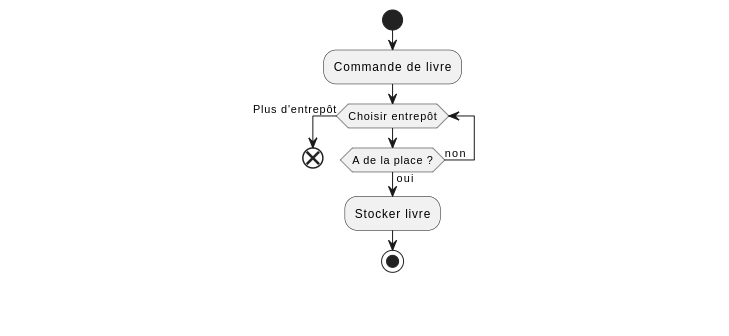 Commande de livre
Plus d'entrepôt
Choisir entrepôt
A de la place ?
non
oui
Stocker livre